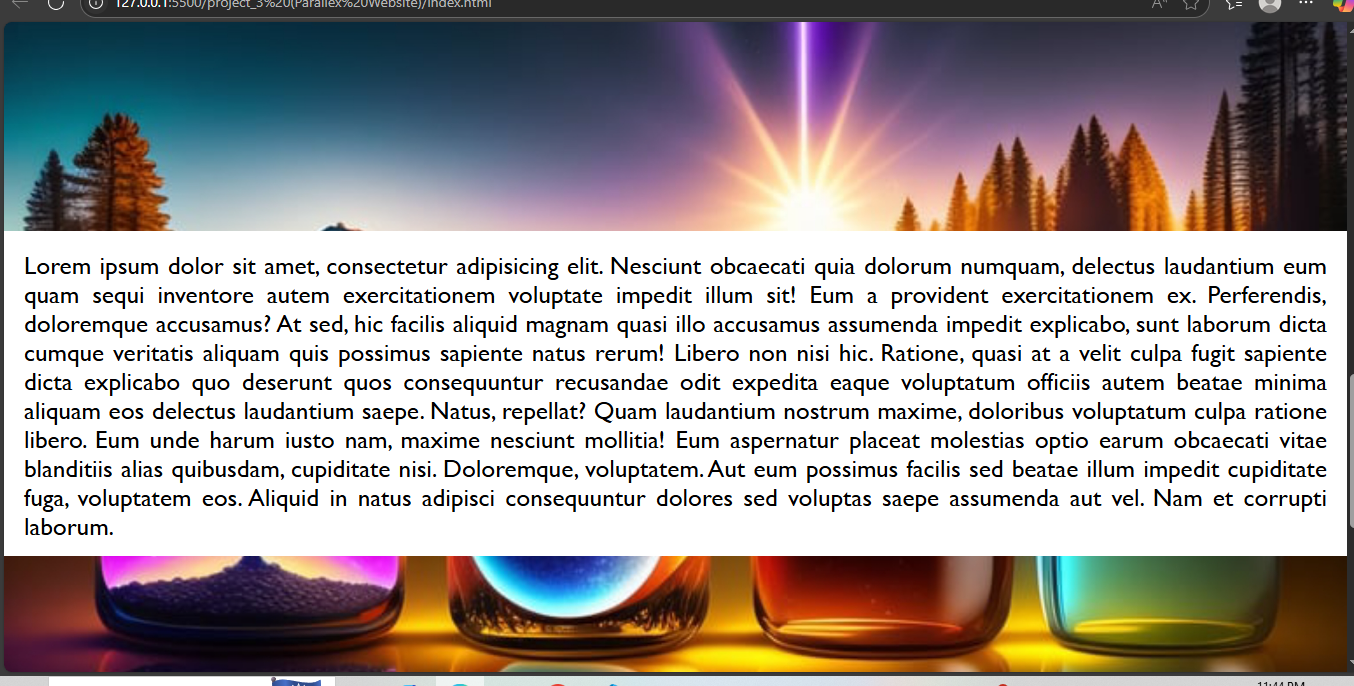 127.0.0.1:5500/project_3%20(Parallex%20Website)/index.html
Lorem ipsum dolor sit amet, consectetur adipisicing elit. Nesciunt obcaecati quia dolorum numquam, delectus laudantium eum
quam sequi inventore autem exercitationem voluptate impedit illum sit! Eum a provident exercitationem ex. Perferendis,
doloremque accusamus? At sed, hic facilis aliquid magnam quasi illo accusamus assumenda impedit explicabo, sunt laborum dicta
cumque veritatis aliquam quis possimus sapiente natus rerum! Libero non nisi hic. Ratione, quasi at a velit culpa fugit sapiente
dicta explicabo quo deserunt quos consequuntur recusandae odit expedita eaque voluptatum officiis autem beatae minima
aliquam eos delectus laudantium saepe. Natus, repellat? Quam laudantium nostrum maxime, doloribus voluptatum culpa ratione
libero. Eum unde harum iusto nam, maxime nesciunt mollitia! Eum aspernatur placeat molestias optio earum obcaecati vitae
blanditiis alias quibusdam, cupiditate nisi. Doloremque, voluptatem. Aut eum possimus facilis sed beatae illum impedit cupiditate
fuga, voluptatem eos. Aliquid in natus adipisci consequuntur dolores sed voluptas saepe assumenda aut vel. Nam et corrupti
laborum.
11:44 PM